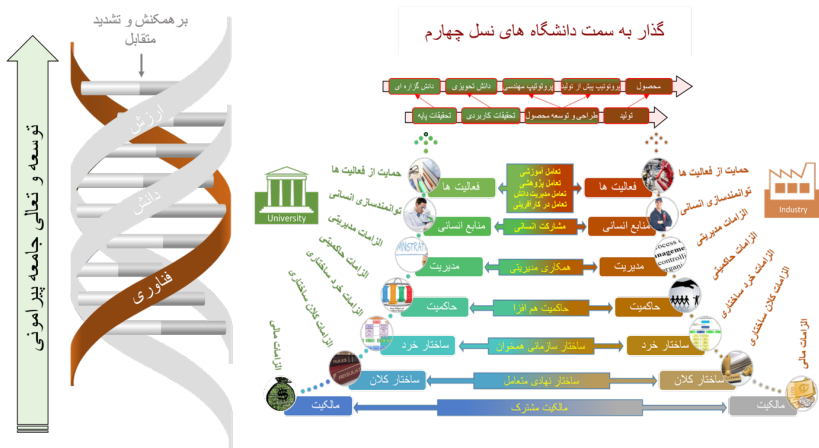 گذار به سمت دانشگاه های نسل چهارم
برهمکنش و تشدید
متقابل
توسعه و تعالی جامعه پیرامونی
ارزش
دانش
فناوری
دانش گزاره ای
دانش تجویزی
پروتوتیپ مهندسی
پروتوتیپ پیش از تولید
محصول
تحقیقات پایه
تحقیقات کاربردی
طراحی و توسعه محصول
تولید
University
Industry
حمایت از فعالیت ها
توانمندسازی انسانی
الزامات مدیریتی
الزامات حاکمیتی
الزامات خرد ساختاری
الزامات کلان ساختاری
الزامات مالی
فعالیت ها
تعامل آموزشی
تعامل پژوهشی
تعامل مدیریت دانش
تعامل در کارآفرینی
فعالیت ها
منابع انسانی
مشارکت انسانی
منابع انسانی
مدیریت
همکاری مدیریتی
مدیریت
حاکمیت
حاکمیت هم افزا
حاکمیت
ساختار خرد
ساختار سازمانی همخوان
ساختار خرد
ساختار کلان
ساختار نهادی متعامل
ساختار کلان
مالکیت
مالکیت مشترک
مالکیت
حمایت از فعالیت ها
توانمندسازی انسانی
الزامات مدیریتی
الزامات حاکمیتی
الزامات خرد ساختاری
الزامات کلان ساختاری
الزامات مالی